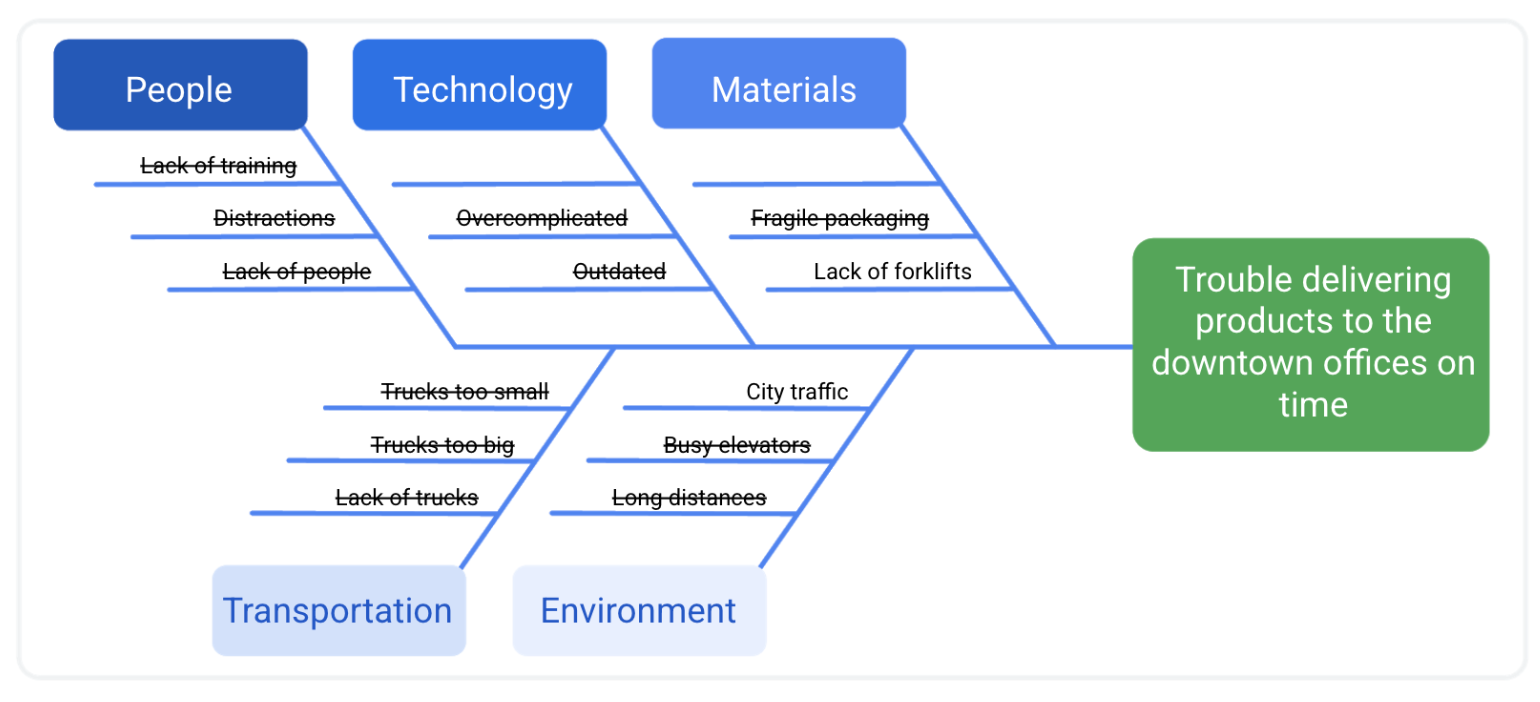 People
Technology
Materials
Lack of training
Distractions
Overcomplicated
Fragile packaging
Lack of people
Outdated
Lack of forklifts
Trouble delivering
products to the
downtown offices on
time
Trucks too small
City traffic
Trucks too big
Busy elevators
Lack of trucks
Long distances
Transportation
Environment